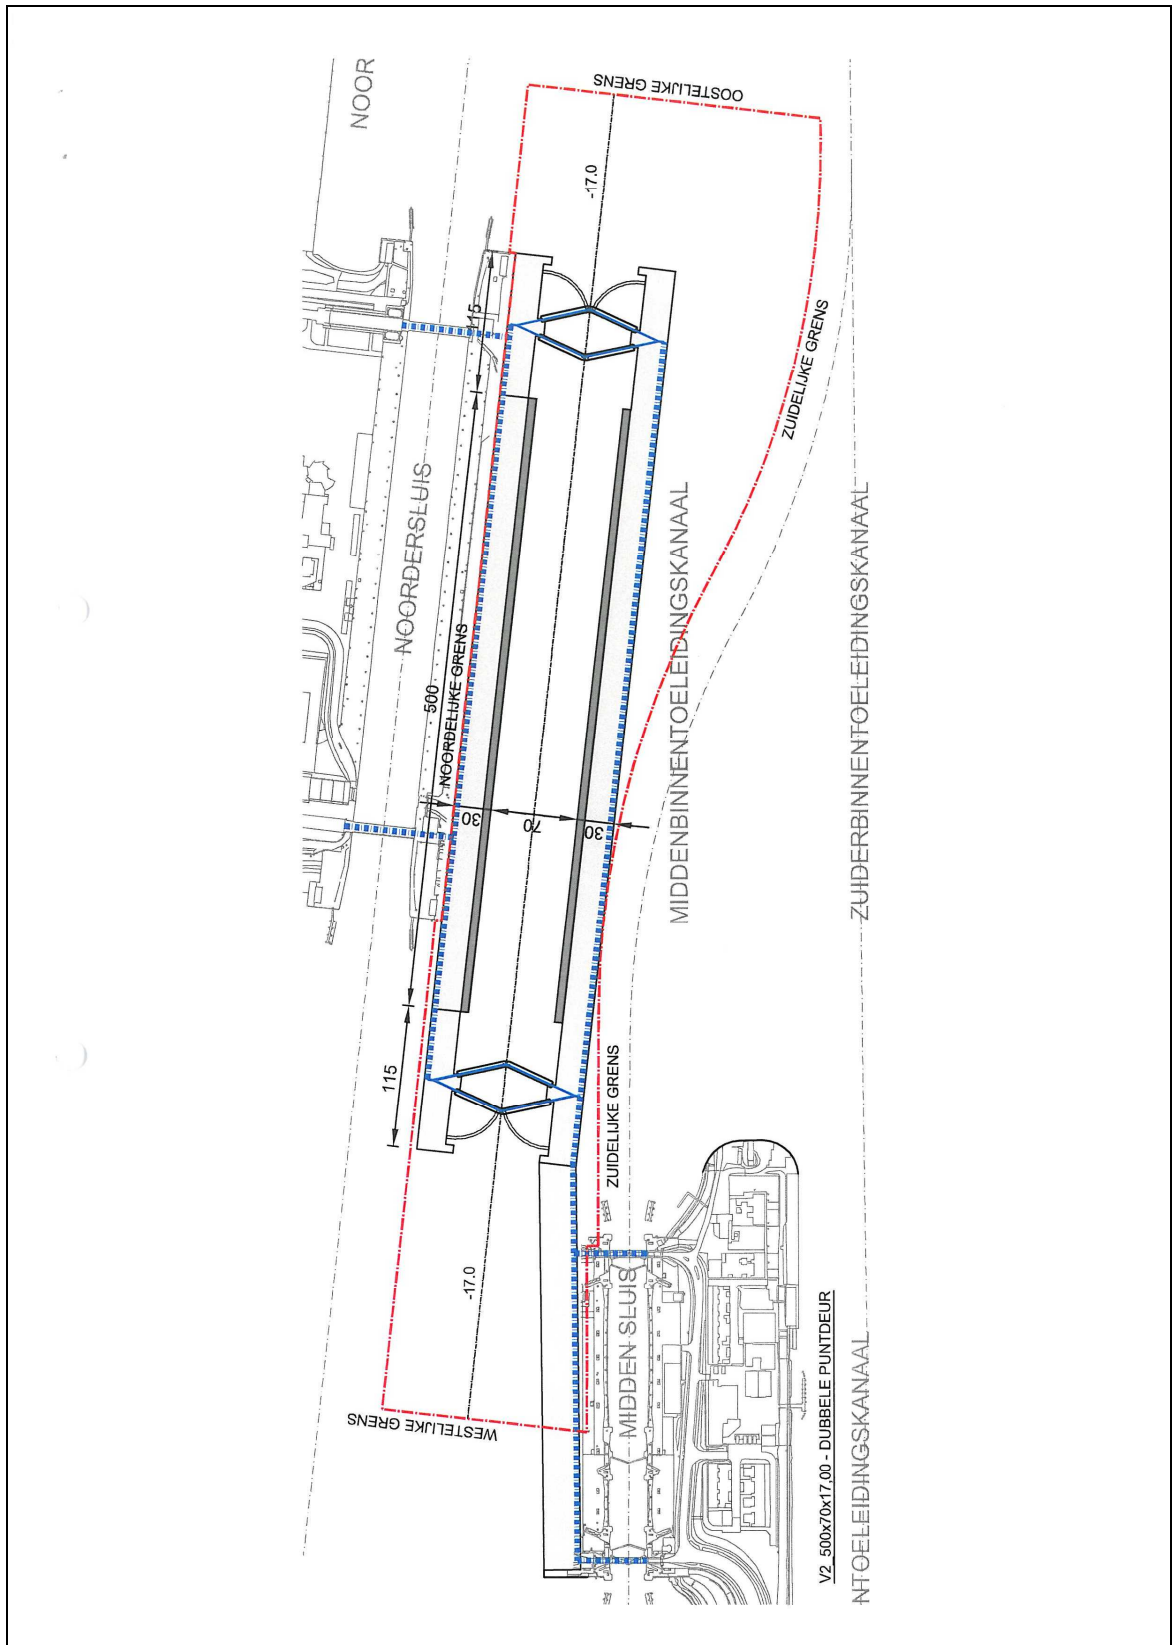 NOOR
OOSTELIJKE GRENS
-17.0
NOORDERSLUIS
NOORDELIJKE GRENS
500
115
30
70
30
ZUIDELIJKE GRENS
MIDDENBINNENTOELEIDINGSKANAAL
ZUIDERBINNENTOELEIDINGSKANAAL
115
ZUIDELIJKE GRENS
-17.0
WESTELIJKE GRENS
MIDDEN SLUIS
V2_500x70x17,00 - DUBBELE PUNTDEUR
NTOELEIDINGSKANAAL